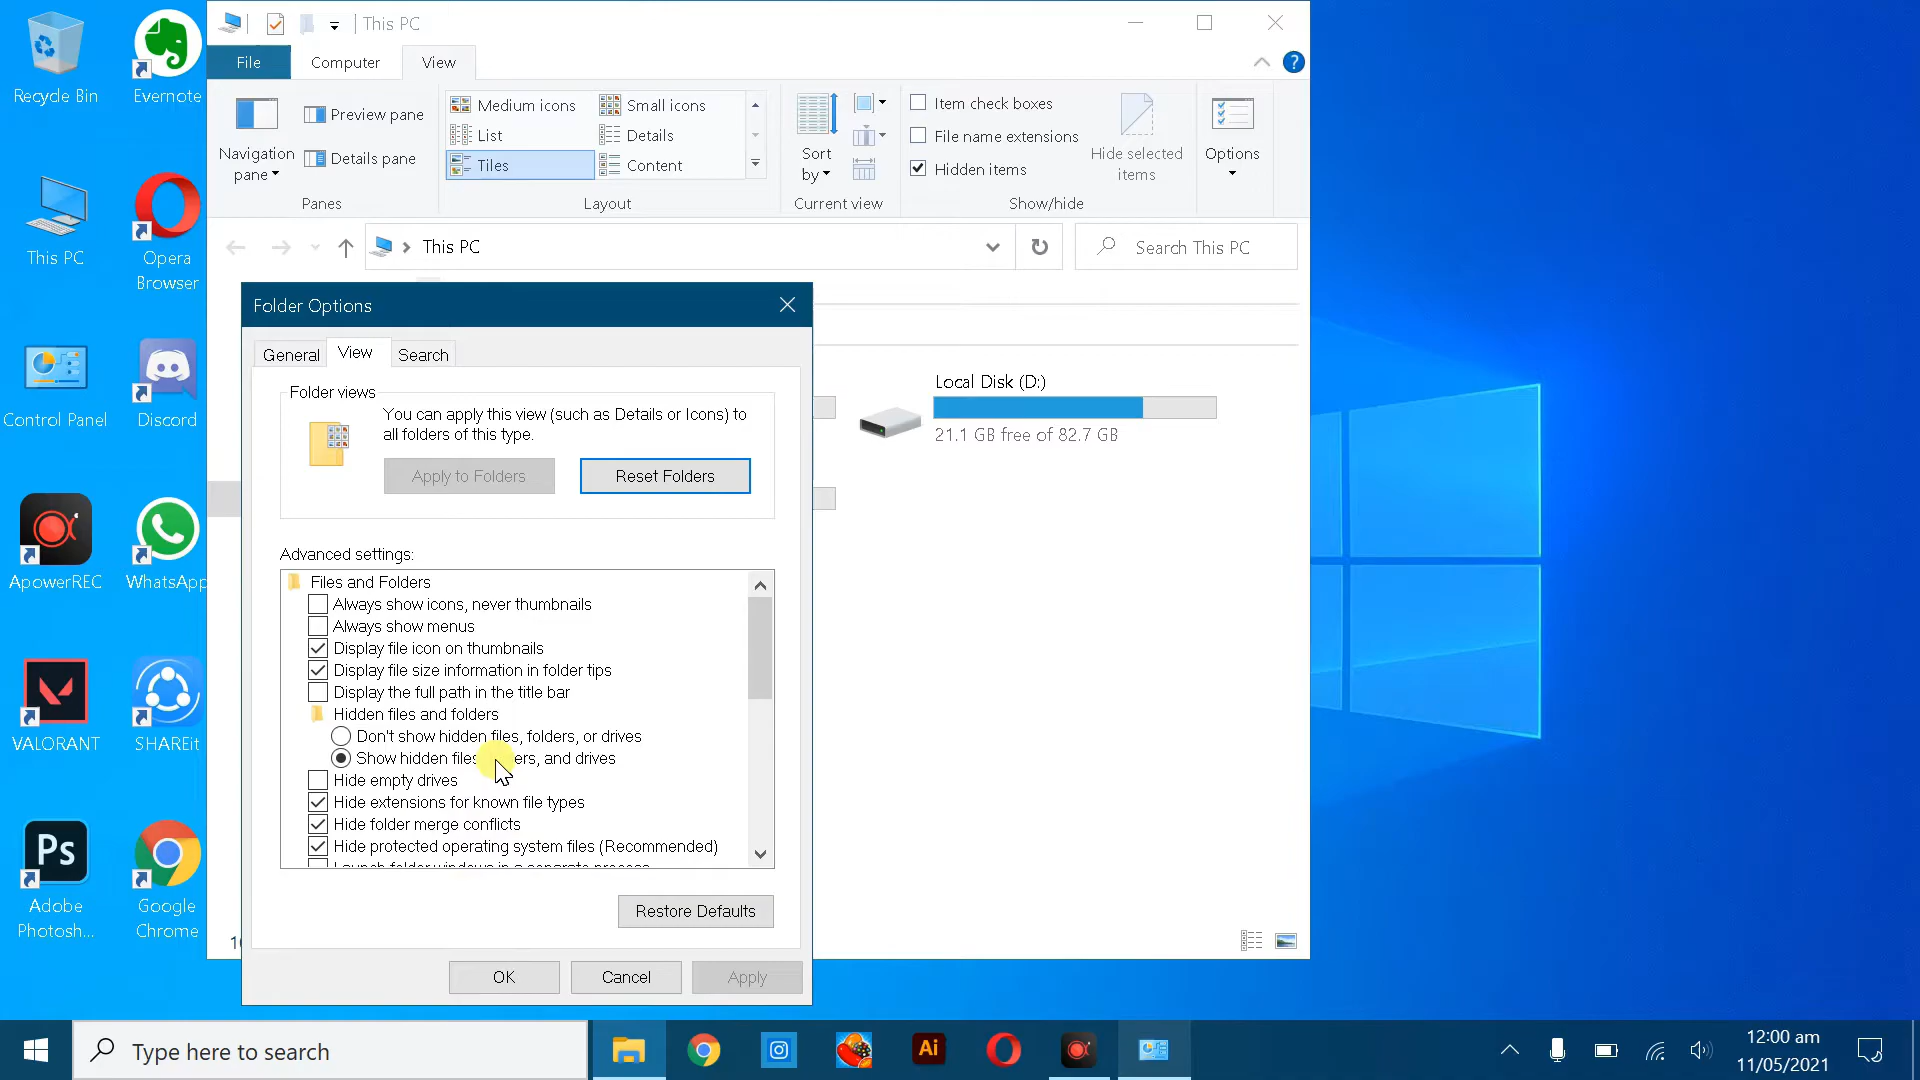 Recycle Bin
Evernote
This PC
Opera
Browser
Control Panel
Discord
ApowerREC
WhatsApp
VALORANT
SHAREit
Ps
Adobe
Photosh...
Google
Chrome
This PC
File
Computer
View
?
Navigation
pane
Preview pane
Details pane
Panes
Medium icons
Small icons
List
Details
Tiles
Content
Layout
Sort
by
Current view
Item check boxes
File name extensions
Hidden items
Hide selected
items
Show/hide
Options
This PC
Search This PC
Local Disk (D:)
21.1 GB free of 82.7 GB
Folder Options
General
View
Search
Folder views
You can apply this view (such as Details or Icons) to
all folders of this type.
Apply to Folders
Reset Folders
Advanced settings:
Files and Folders
Always show icons, never thumbnails
Always show menus
Display file icon on thumbnails
Display file size information in folder tips
Display the full path in the title bar
Hidden files and folders
Don't show hidden files, folders, or drives
Show hidden files, and drives
Hide empty drives
Hide extensions for known file types
Hide folder merge conflicts
Hide protected operating system files (Recommended)
Launch folder windows in a separate process
Restore Defaults
OK
Cancel
Apply
Type here to search
Ai
12:00 am
11/05/2021